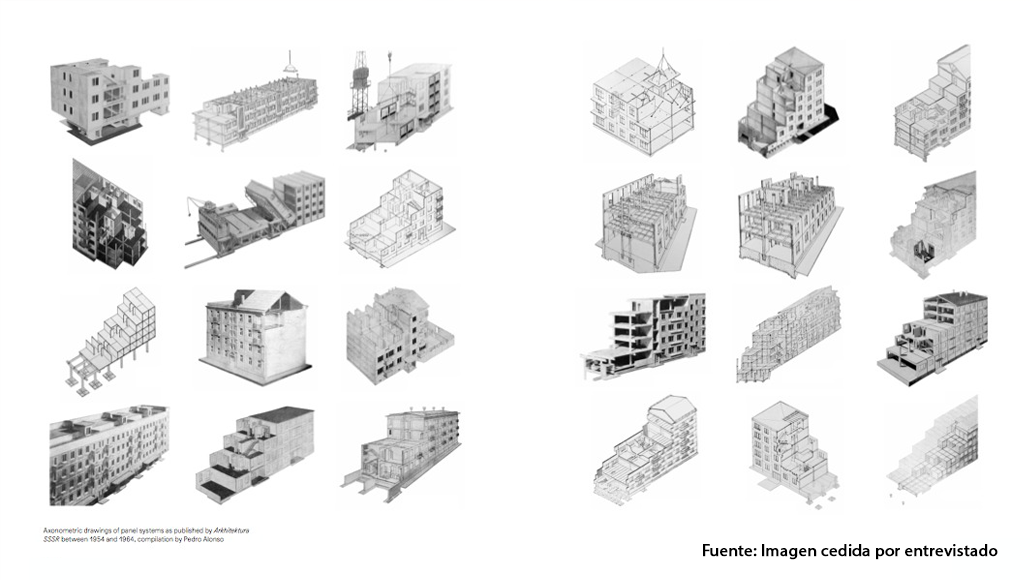 Axonometric drawings of panel systems as published by Arkhitektura
SSSR between 1954 and 1964, compilation by Pedro Alonso
Fuente: Imagen cedida por entrevistado